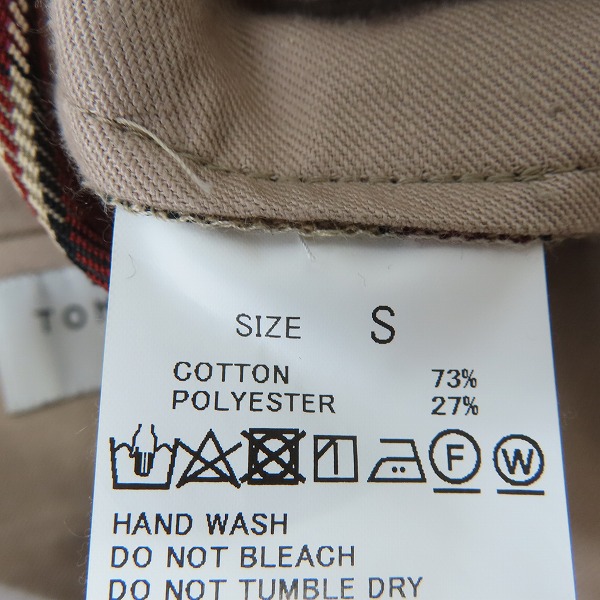 SIZE S
COTTON 73%
POLYESTER 27%
F W
HAND WASH
DO NOT BLEACH
DO NOT TUMBLE DRY